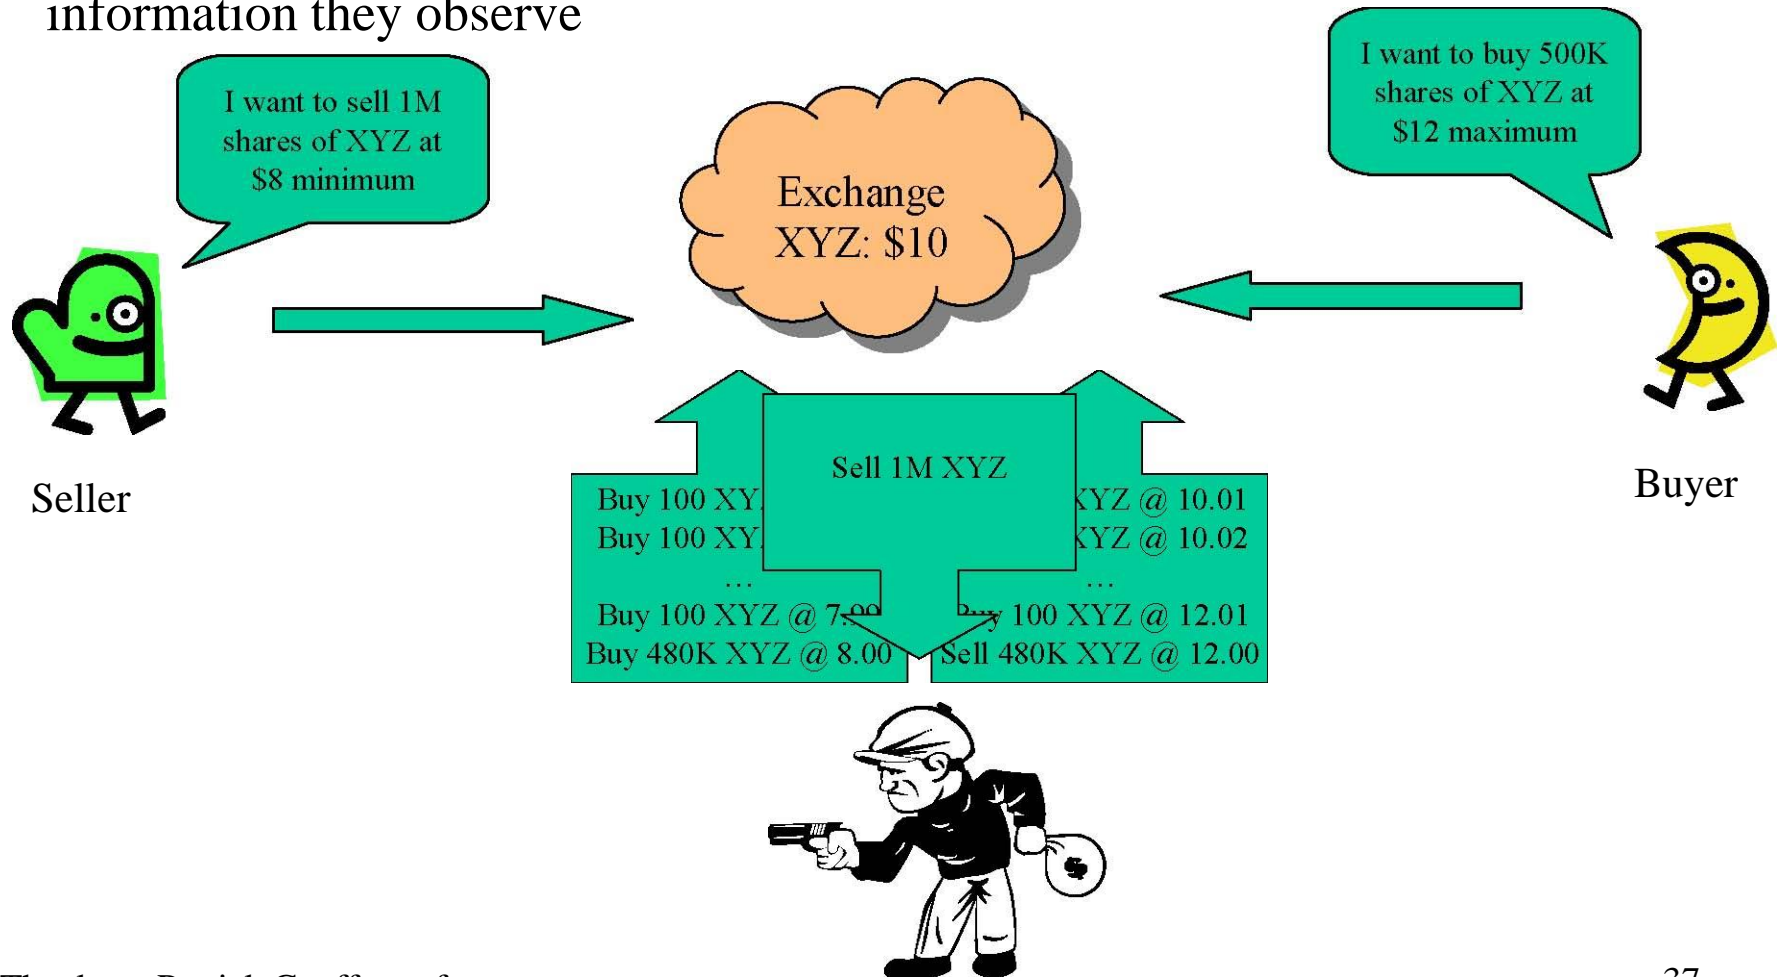 information they observe
I want to sell 1M
shares of XYZ at
$8 minimum
Exchange
XYZ: $10
I want to buy 500K
shares of XYZ at
$12 maximum
Seller
Buyer
Sell 1M XYZ
Buy 100 XY
Buy 100 XY
…
Buy 100 XYZ @ 7.99
Buy 480K XYZ @ 8.00
XYZ @ 10.01
XYZ @ 10.02
…
Buy 100 XYZ @ 12.01
Sell 480K XYZ @ 12.00
$
37